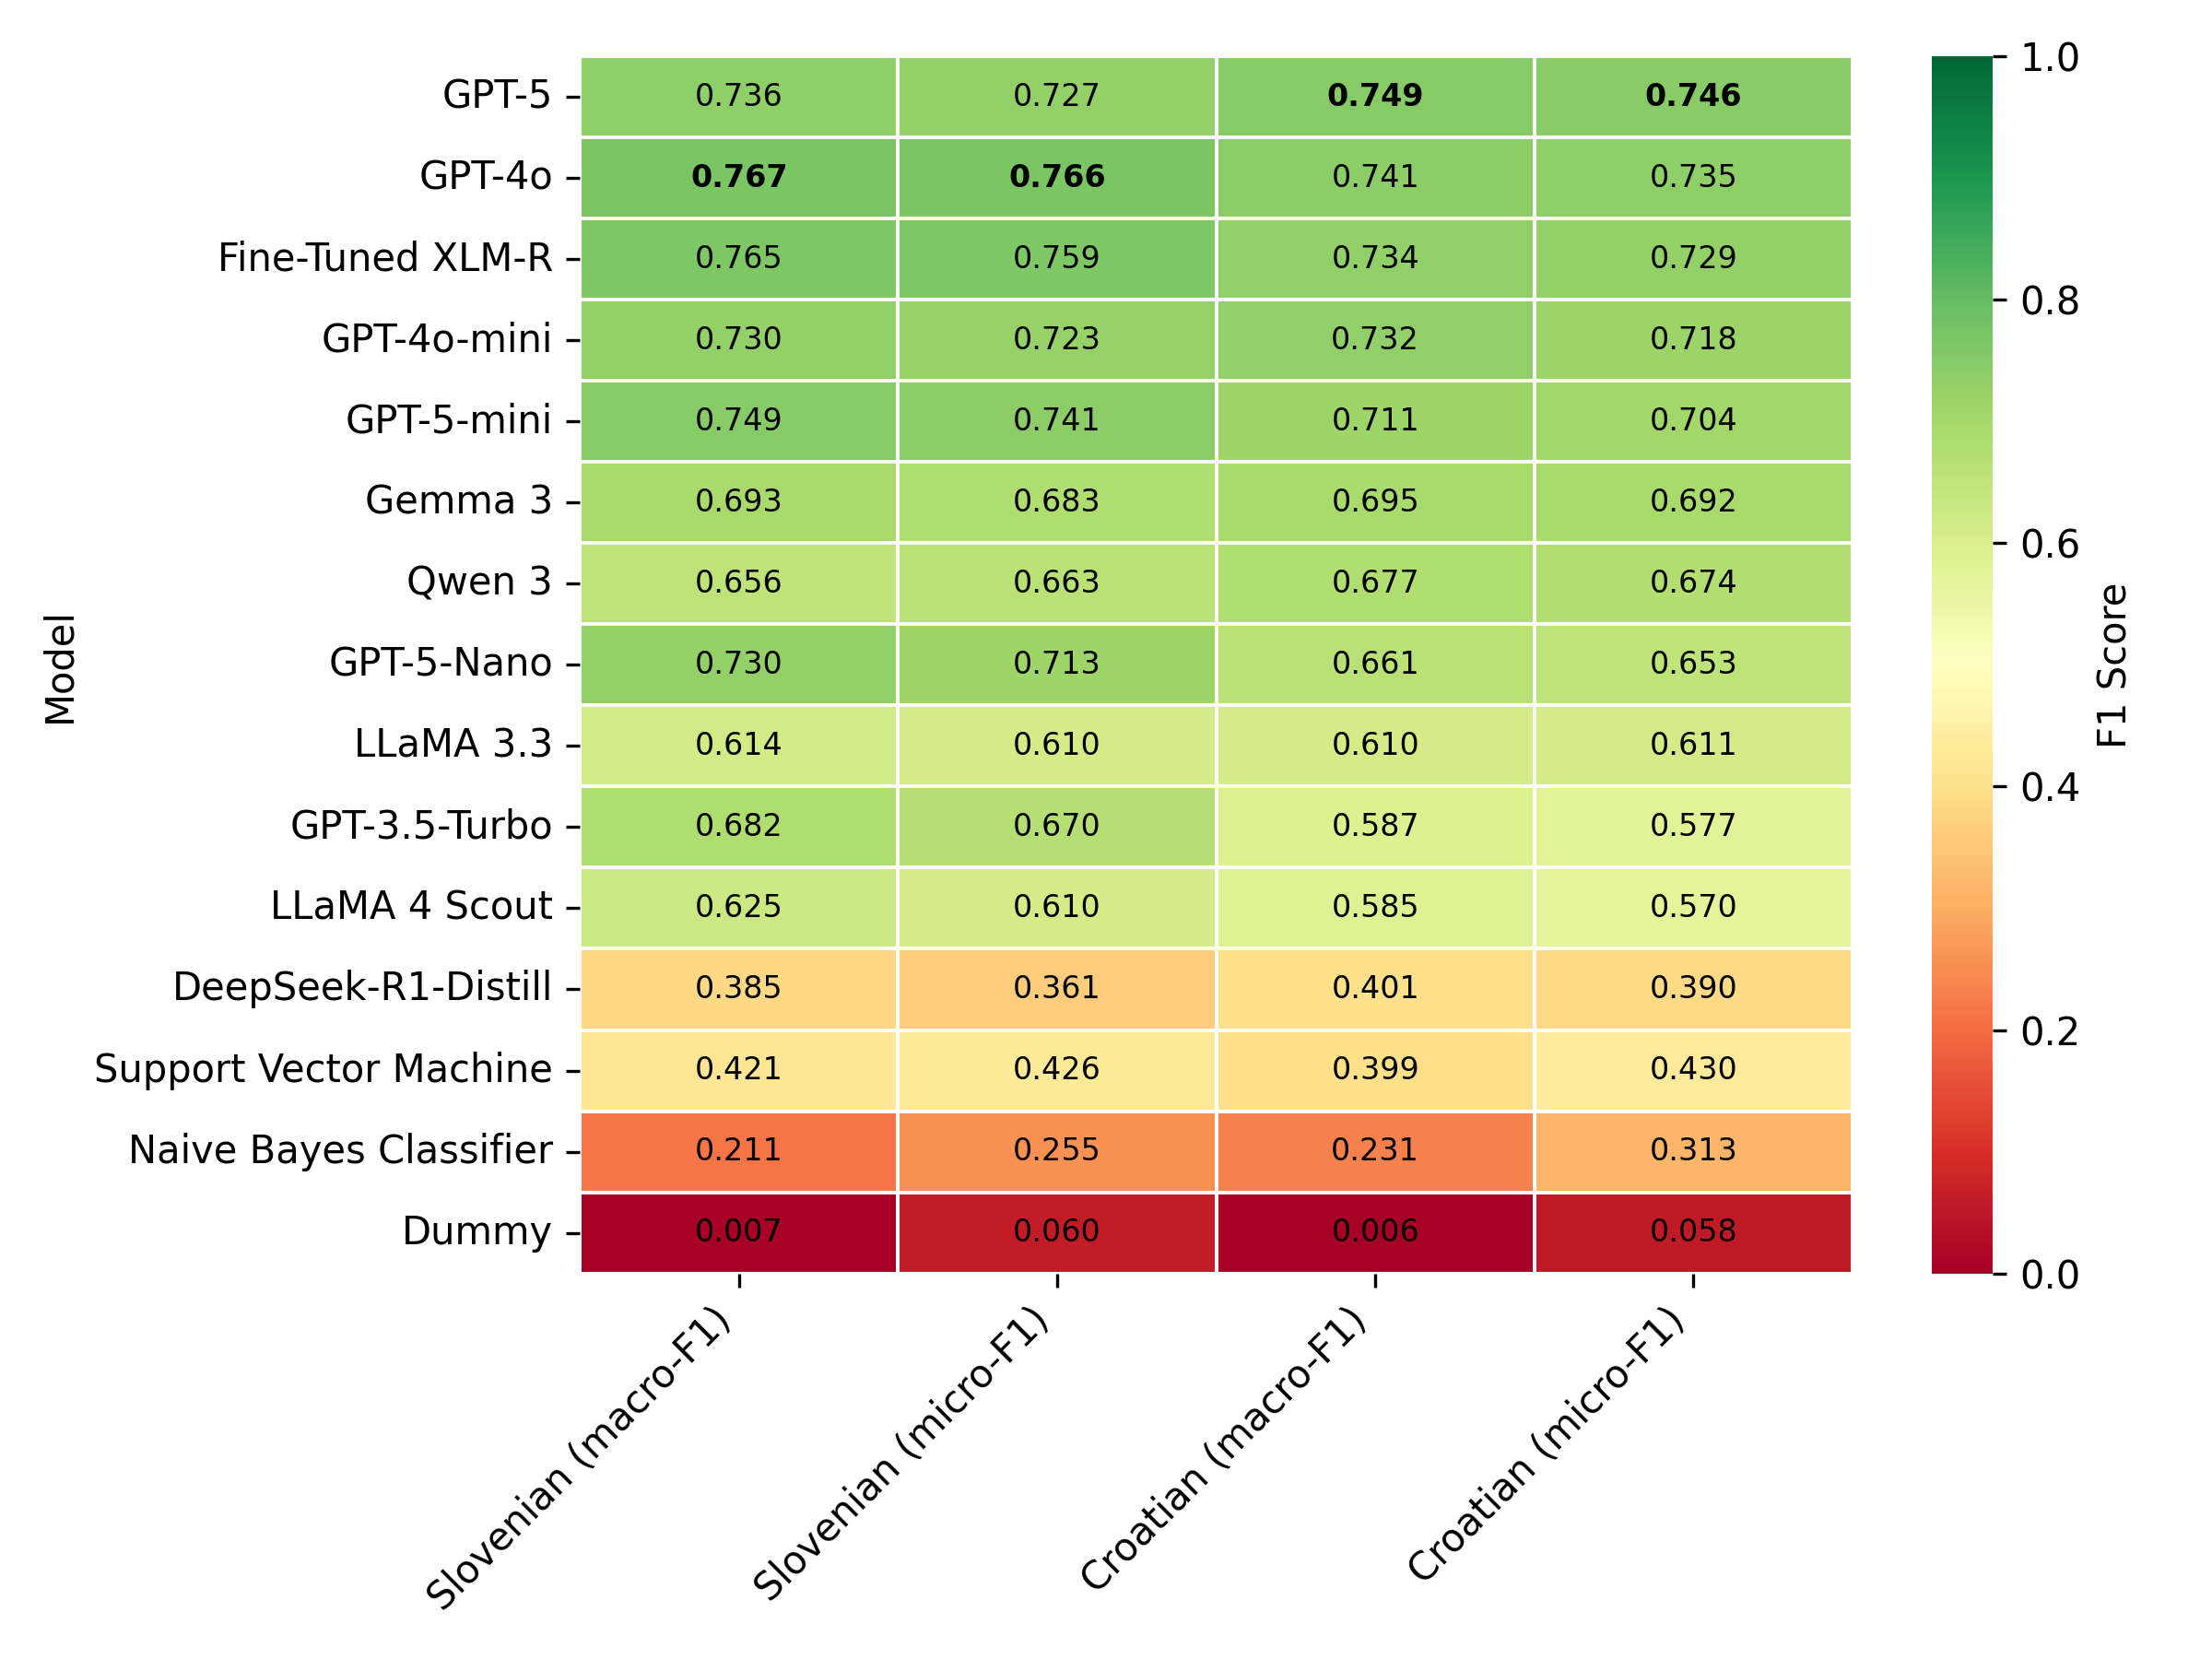 GPT-5 0.736 0.727 0.749 0.746
GPT-4o 0.767 0.766 0.741 0.735
Fine-Tuned XLM-R 0.765 0.759 0.734 0.729
GPT-4o-mini 0.730 0.723 0.732 0.718
GPT-5-mini 0.749 0.741 0.711 0.704
Gemma 3 0.693 0.683 0.695 0.692
Qwen 3 0.656 0.663 0.677 0.674
GPT-5-Nano 0.730 0.713 0.661 0.653
LLaMA 3.3 0.614 0.610 0.610 0.611
GPT-3.5-Turbo 0.682 0.670 0.587 0.577
LLaMA 4 Scout 0.625 0.610 0.585 0.570
DeepSeek-R1-Distill 0.385 0.361 0.401 0.390
Support Vector Machine 0.421 0.426 0.399 0.430
Naive Bayes Classifier 0.211 0.255 0.231 0.313
Dummy 0.007 0.060 0.006 0.058
Model
Slovenian (macro-F1)
Slovenian (micro-F1)
Croatian (macro-F1)
Croatian (micro-F1)
1.0
0.8
0.6
0.4
0.2
0.0
F1 Score